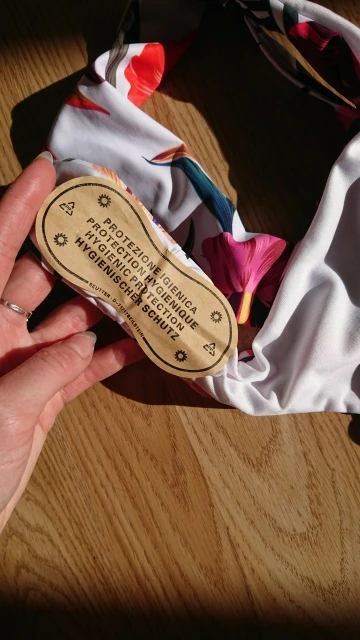 PROTEZIONE IGIENICA
PROTECTION HYGIENIQUE
HYGIENIC PROTECTION
HYGIENISCHER SCHUTZ